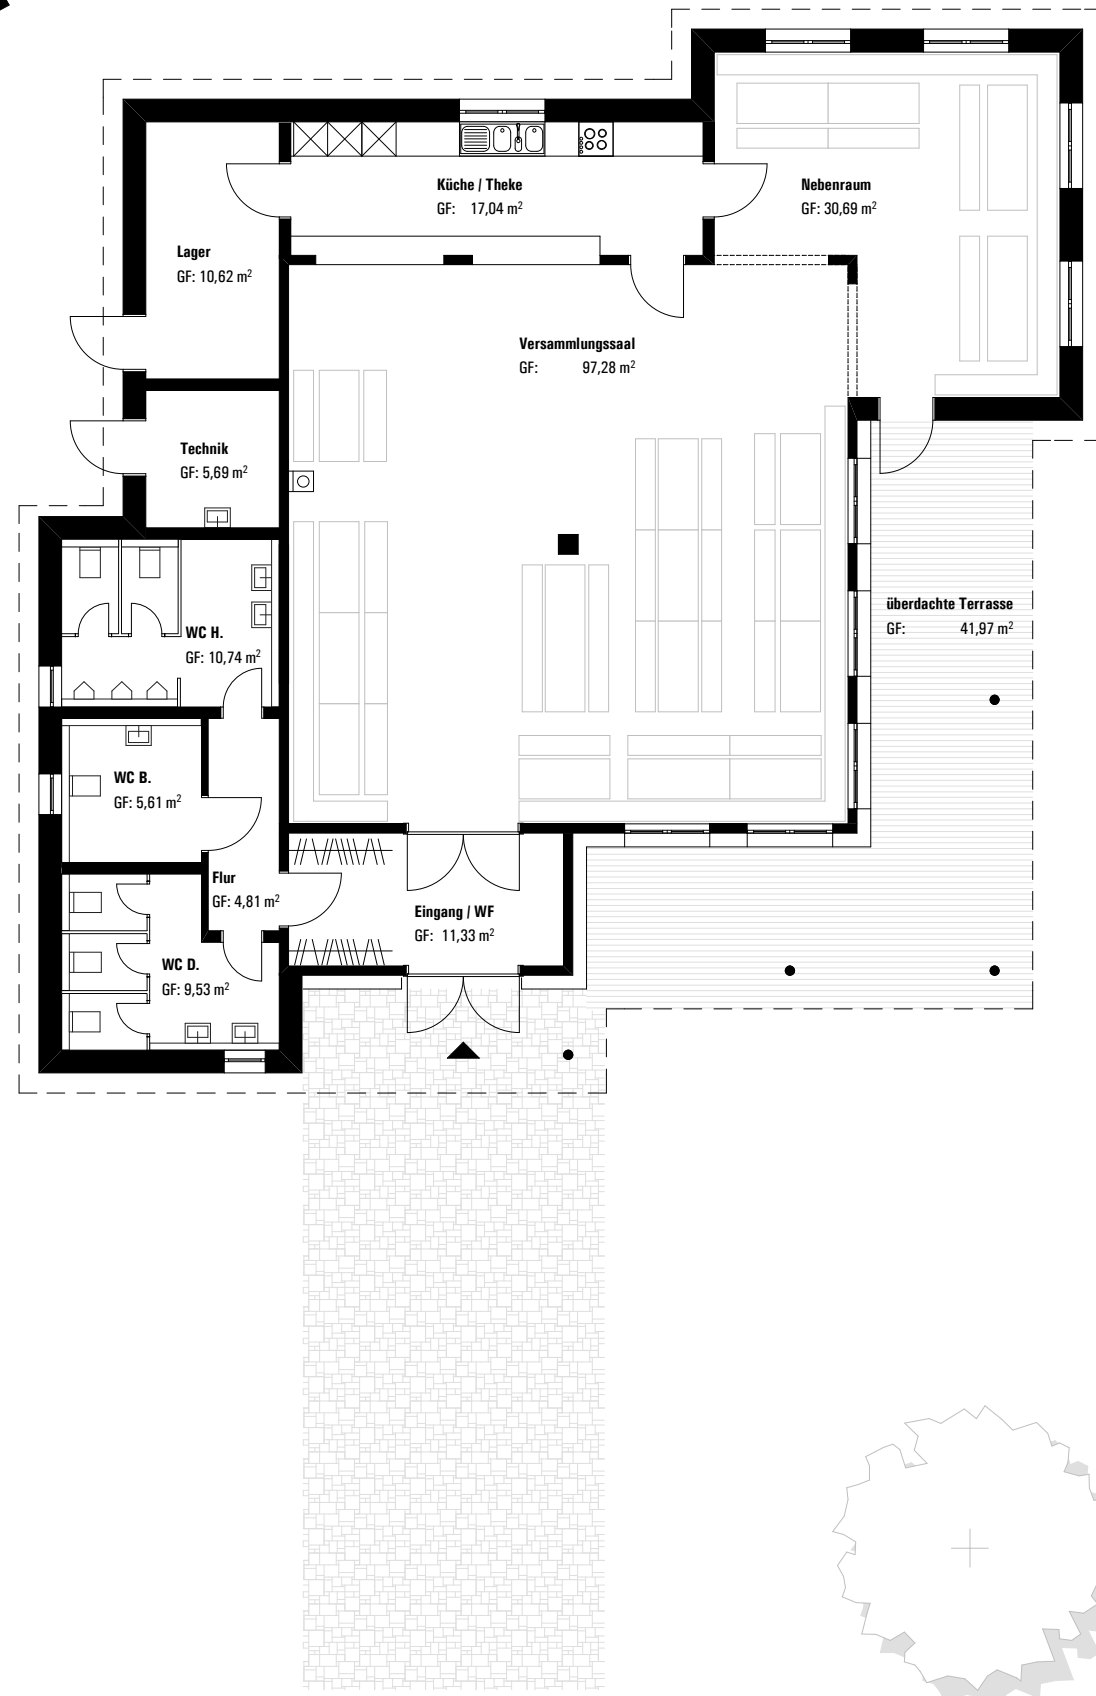 Küche / Theke
GF: 17,04 m²
Nebenraum
GF: 30,69 m²
Lager
GF: 10,62 m²
Versammlungssaal
GF: 97,28 m²
Technik
GF: 5,69 m²
überdachte Terrasse
GF: 41,97 m²
WC H.
GF: 10,74 m²
WC B.
GF: 5,61 m²
Flur
GF: 4,81 m²
Eingang / WF
GF: 11,33 m²
WC D.
GF: 9,53 m²